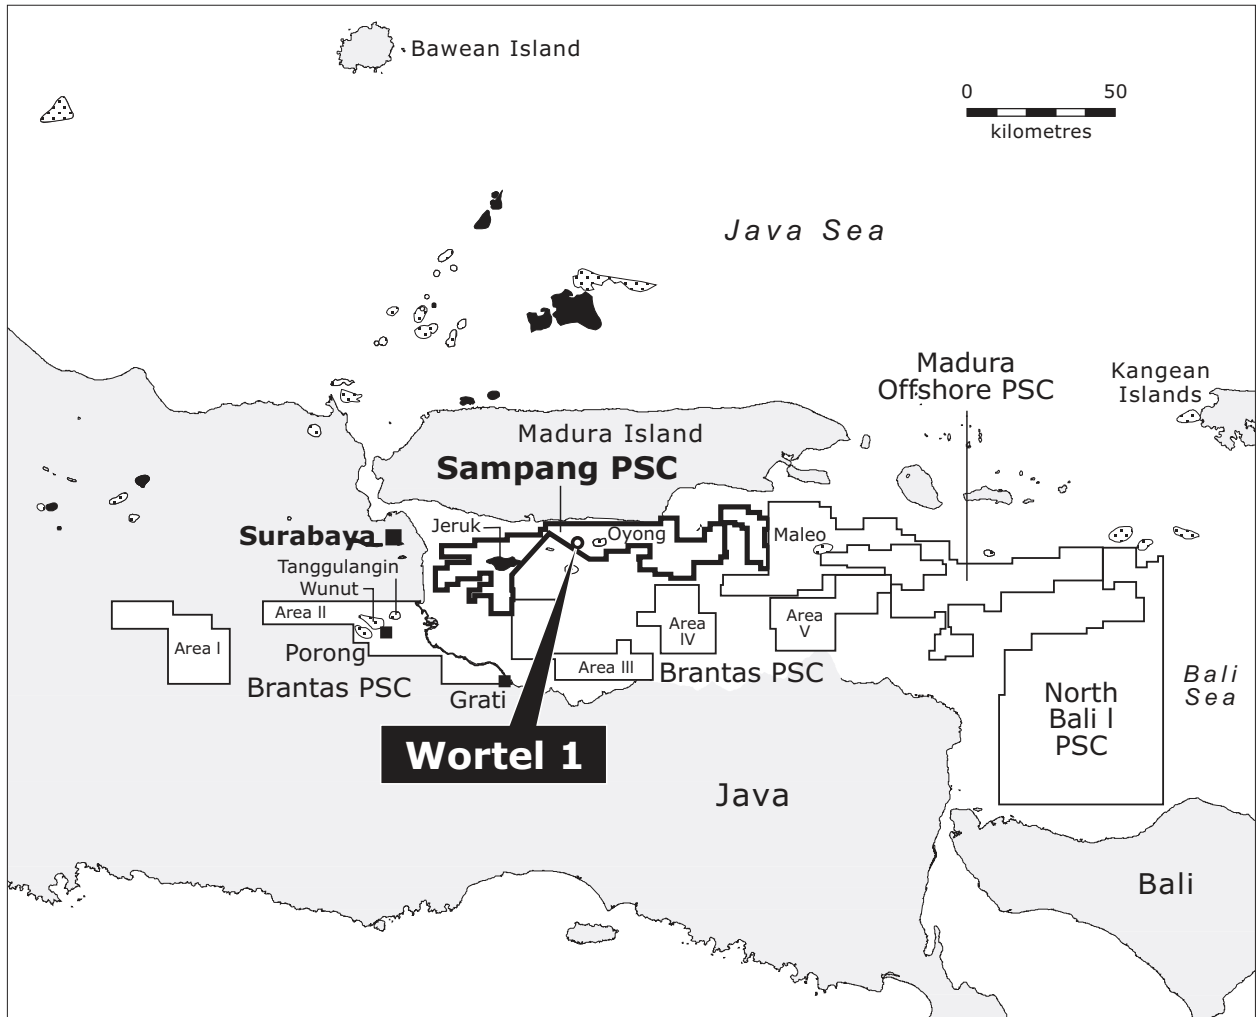 Bawean Island
0 50
kilometres
Java Sea
Madura
Offshore PSC
Kangean
Islands
Madura Island
Sampang PSC
Jeruk
Oyong
Maleo
Surabaya
Tanggulangin
Wunut
Area II
Area I
Porong
Brantas PSC
Grati
Area
IV
Area
V
Area III
Brantas PSC
North
Bali I
PSC
Bali
Sea
Wortel 1
Java
Bali